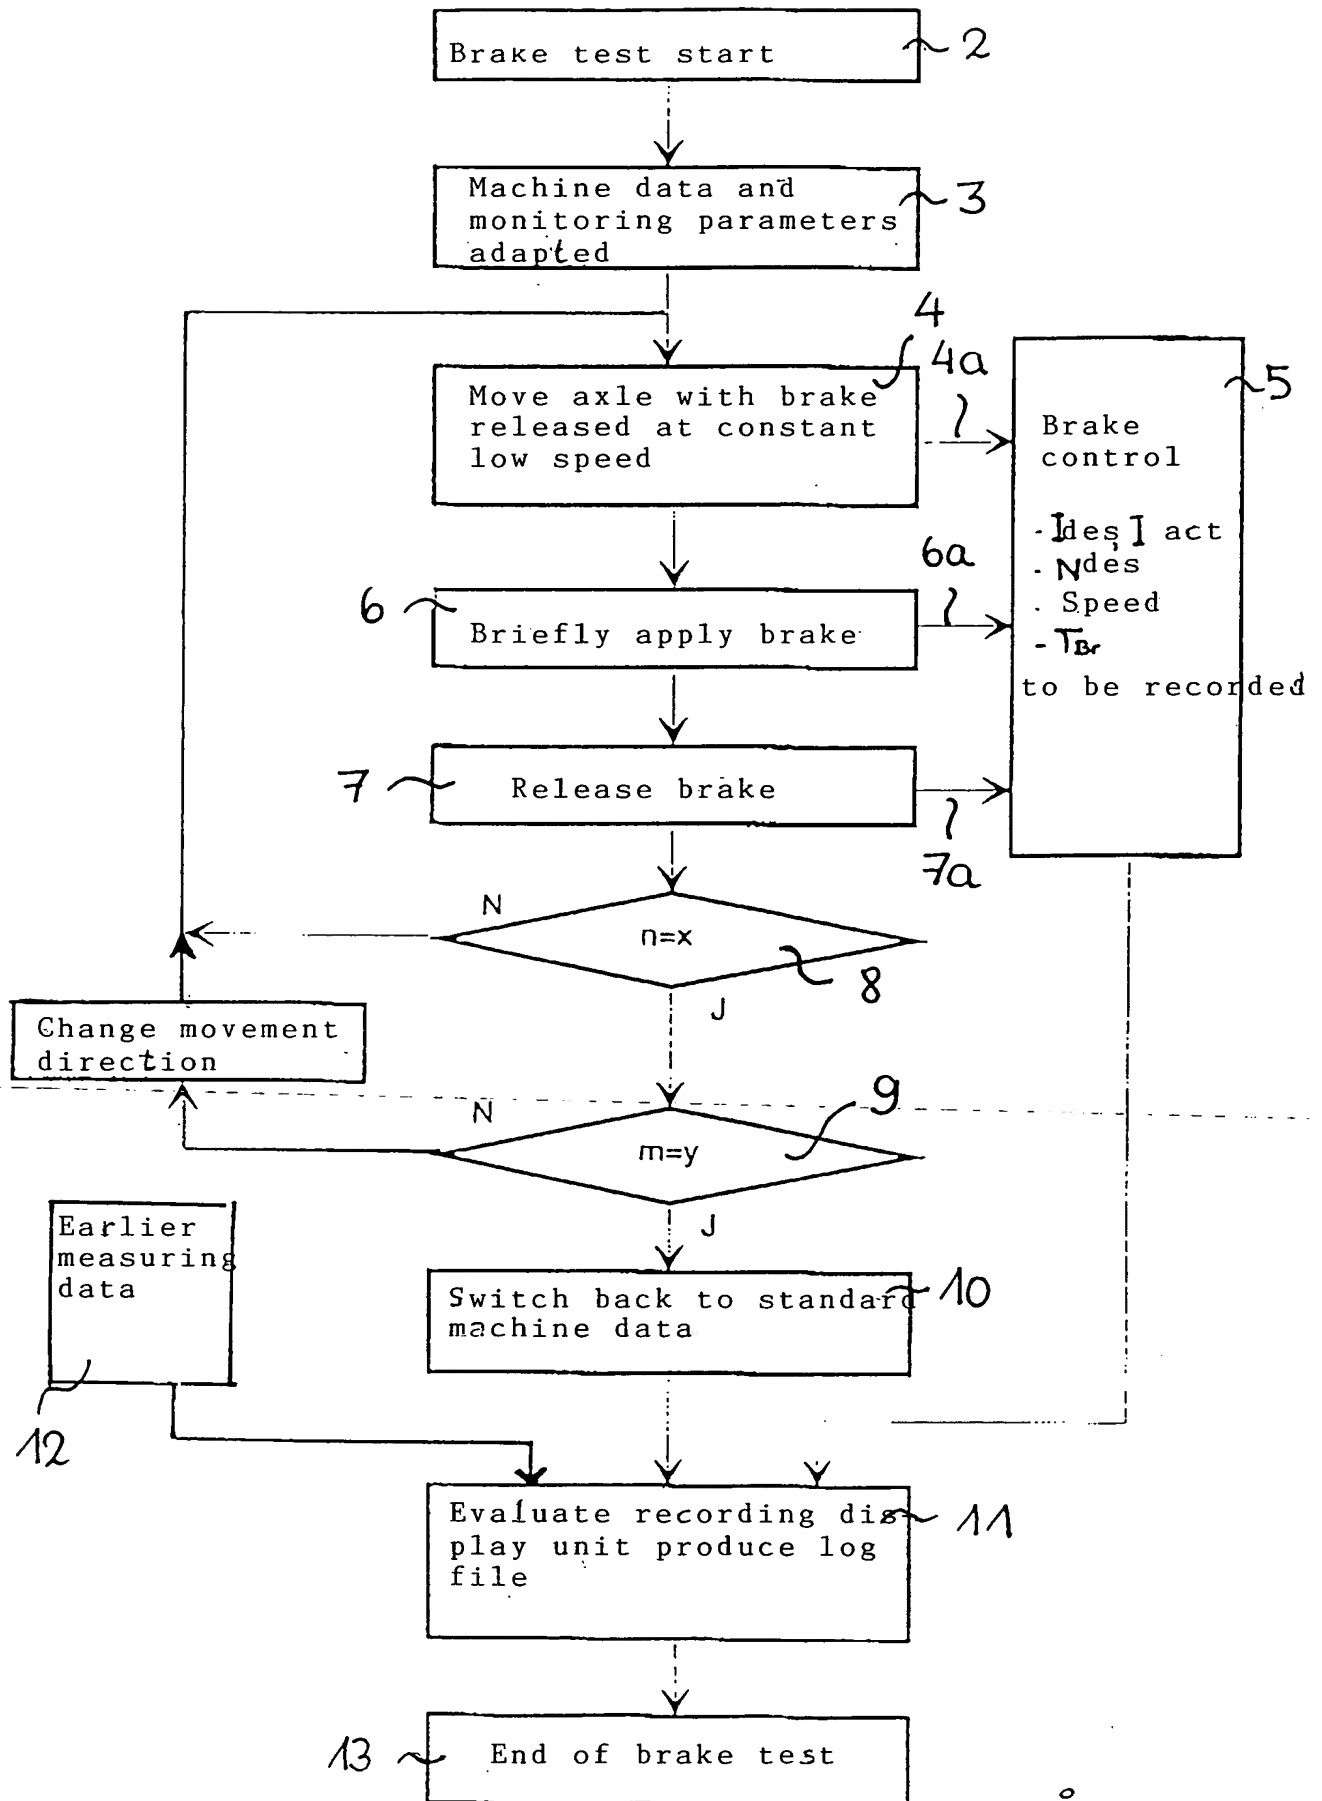 Brake test start
2
Machine data and
monitoring parameters
adapted
3
4
4a
Move axle with brake
released at constant
low speed
5
Brake
control
- Ides, I act
- Ndes
- Speed
- TBr
to be recorded
6
6a
Briefly apply brake
7
Release brake
7a
N
n=x
8
J
Change movement
direction
N
9
m=y
J
Earlier
measuring
data
12
Switch back to standard
machine data
10
Evaluate recording dis-
play unit produce log
file
11
13
End of brake test